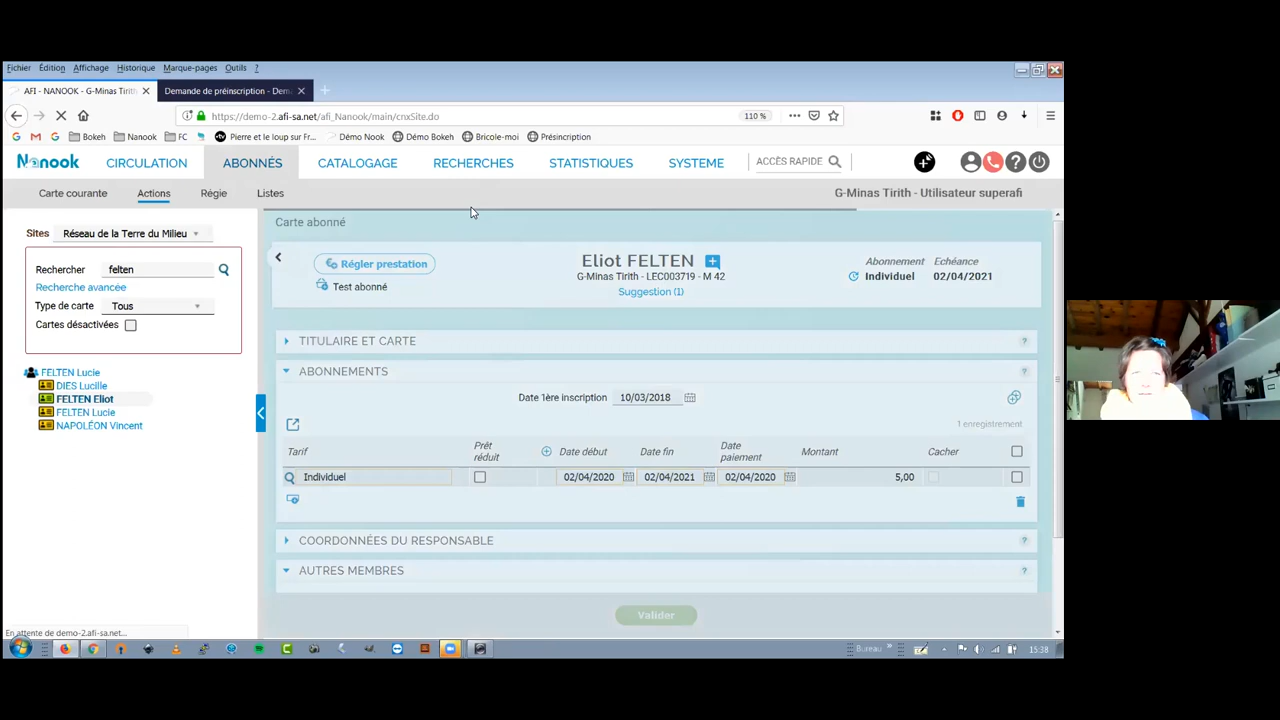 Fichier Édition Affichage Historique Marque-pages Outils ?
AFI - NANOOK - G-Minas Tirith Demande de préinscription - Dem
https://demo-2.afi-sa.net/afi_Nanook/main/cnxSite.do 110 %
Bokeh Nanook FC Pierre et le loup sur Fr... Démo Nook Démo Bokeh Bricole-moi Présincription
Nanook CIRCULATION ABONNÉS CATALOGAGE RECHERCHES STATISTIQUES SYSTEME ACCÈS RAPIDE
Carte courante Actions Régie Listes G-Minas Tirith - Utilisateur superafi
Sites Réseau de la Terre du Milieu
Rechercher felten
Recherche avancée
Type de carte Tous
Cartes désactivées
FELTEN Lucie
DIES Lucille
FELTEN Eliot
FELTEN Lucie
NAPOLÉON Vincent
Carte abonné
Régler prestation
Test abonné
Eliot FELTEN
G-Minas Tirith - LEC003719 - M 42
Suggestion (1)
Abonnement Echéance
Individuel 02/04/2021
TITULAIRE ET CARTE ?
ABONNEMENTS ?
Date 1ère inscription 10/03/2018
1 enregistrement
Tarif Prêt réduit Date début Date fin Date paiement Montant Cacher
Individuel 02/04/2020 02/04/2021 02/04/2020 5,00
COORDONNÉES DU RESPONSABLE ?
AUTRES MEMBRES ?
Valider
En attente de demo-2.afi-sa.net...
Bureau » 15:38